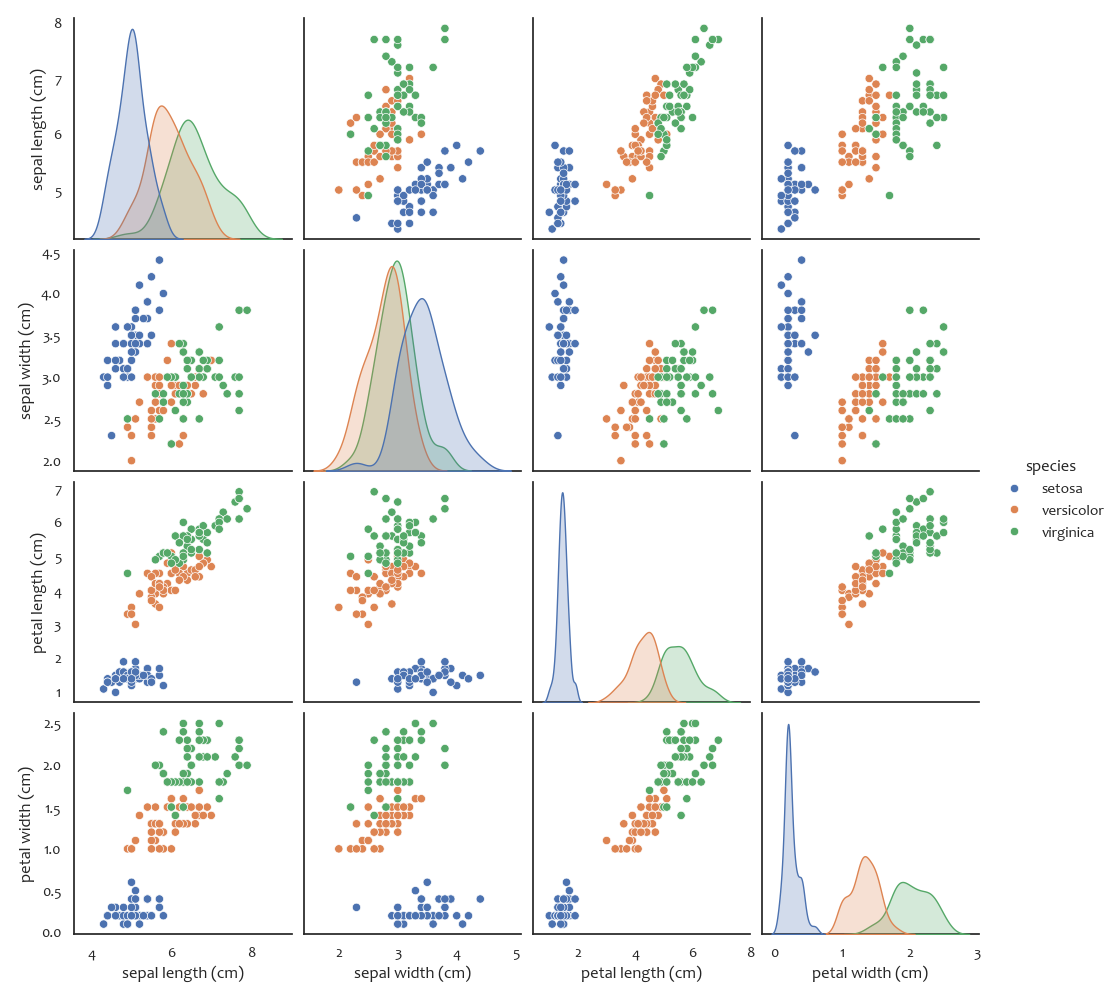 8
7
6
5
sepal length (cm)
4.5
4.0
3.5
3.0
2.5
2.0
sepal width (cm)
species
setosa
versicolor
virginica
7
6
5
4
3
2
1
petal length (cm)
2.5
2.0
1.5
1.0
0.5
0.0
petal width (cm)
4 6 8
2 3 4 5
2 4 6 8
0 1 2 3
sepal length (cm)
sepal width (cm)
petal length (cm)
petal width (cm)